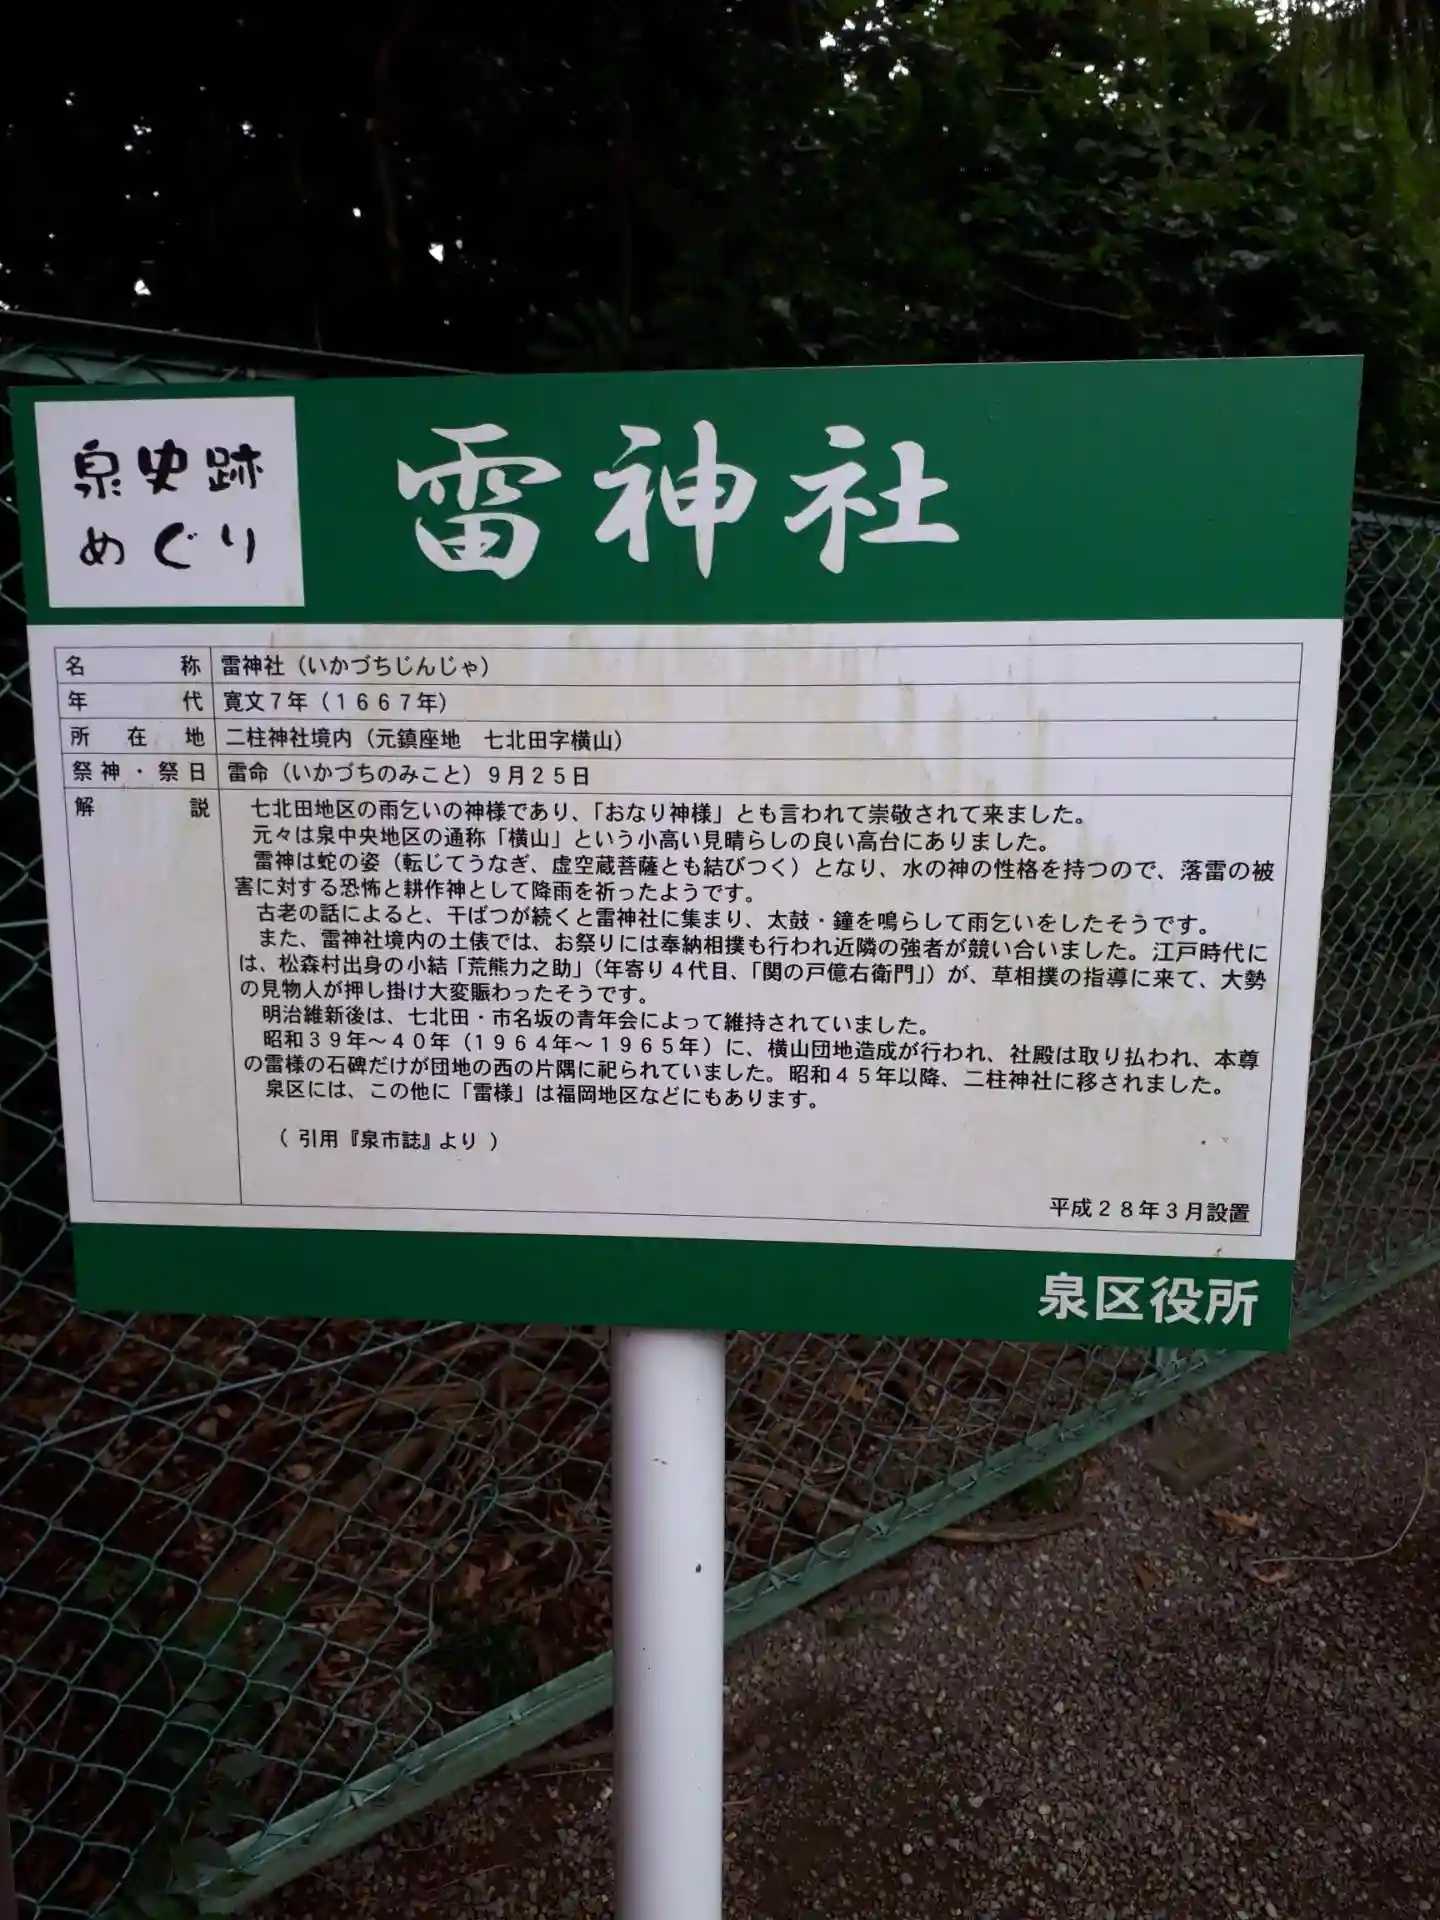 泉史跡
めぐり
雷神社
名称 雷神社（いかづちじんじゃ）
年代 寛文７年（１６６７年）
所在地 二柱神社境内（元鎮座地　七北田字横山）
祭神・祭日 雷命（いかづちのみこと）９月２５日
解説 七北田地区の雨乞いの神様であり、「おなり神様」とも言われて崇敬されて来ました。
元々は泉中央地区の通称「横山」という小高い見晴らしの良い高台にありました。
雷神は蛇の姿（転じてうなぎ、虚空蔵菩薩とも結びつく）となり、水の神の性格を持つので、落雷の被
害に対する恐怖と耕作神として降雨を祈ったようです。
古老の話によると、干ばつが続くと雷神社に集まり、太鼓・鐘を鳴らして雨乞いをしたそうです。
また、雷神社境内の土俵では、お祭りには奉納相撲も行われ近隣の強者が競い合いました。江戸時代に
は、松森村出身の小結「荒熊力之助」（年寄り４代目、「関の戸億右衛門」）が、草相撲の指導に来て、大勢
の見物人が押し掛け大変賑わったそうです。
明治維新後は、七北田・市名坂の青年会によって維持されていました。
昭和３９年～４０年（１９６４年～１９６５年）に、横山団地造成が行われ、社殿は取り払われ、本尊
の雷様の石碑だけが団地の西の片隅に祀られていました。昭和４５年以降、二柱神社に移されました。
泉区には、この他に「雷様」は福岡地区などにもあります。
（ 引用『泉市誌』より ）
平成２８年３月設置
泉区役所